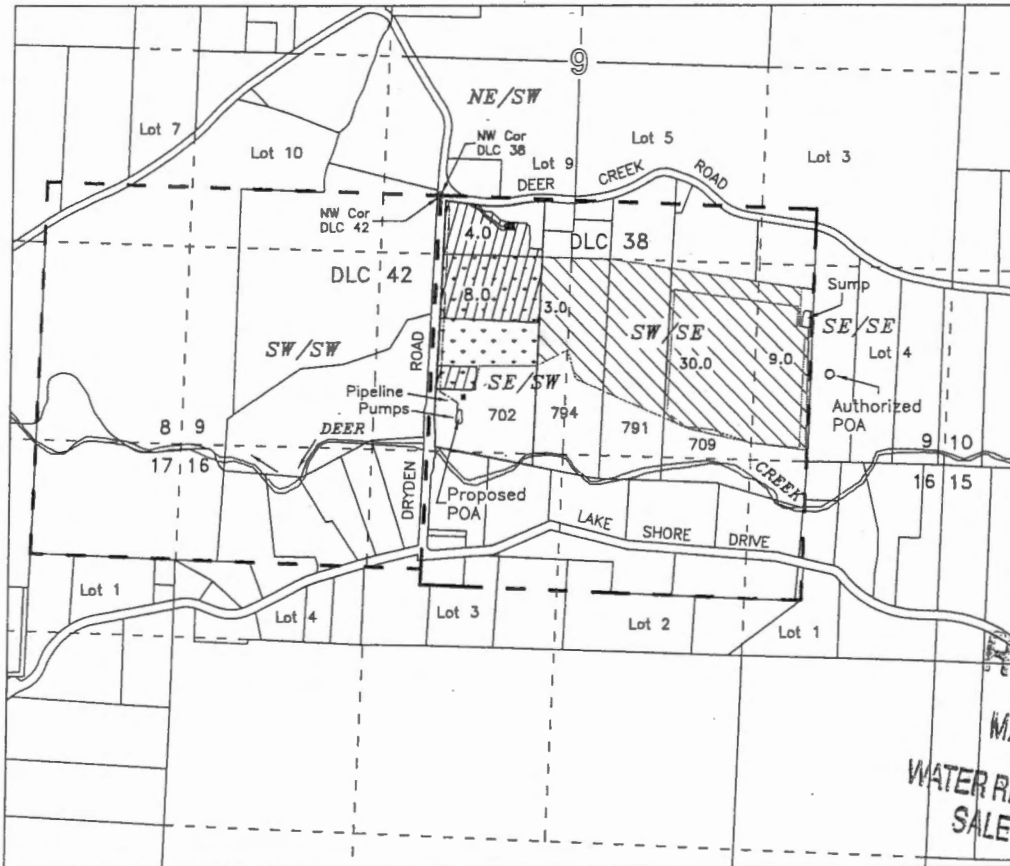 9
NE/SW
Lot 7
Lot 10
NW Cor
DLC 38
Lot 9
Lot 5
Lot 3
DEER CREEK ROAD
NW Cor
DLC 42
4.0
DLC 38
DLC 42
Sump
8.0
3.0
SW/SE
SE/SE
SW/SW
ROAD
30.0
9.0
Lot 4
SE/SW
Pipeline
Pumps
702
794
791
709
Authorized
POA
DEER
8 9
17 16
9 10
16 15
CREEK
DRYDEN
Proposed
POA
LAKE SHORE DRIVE
Lot 1
Lot 4
Lot 3
Lot 2
Lot 1
WATER
SALE